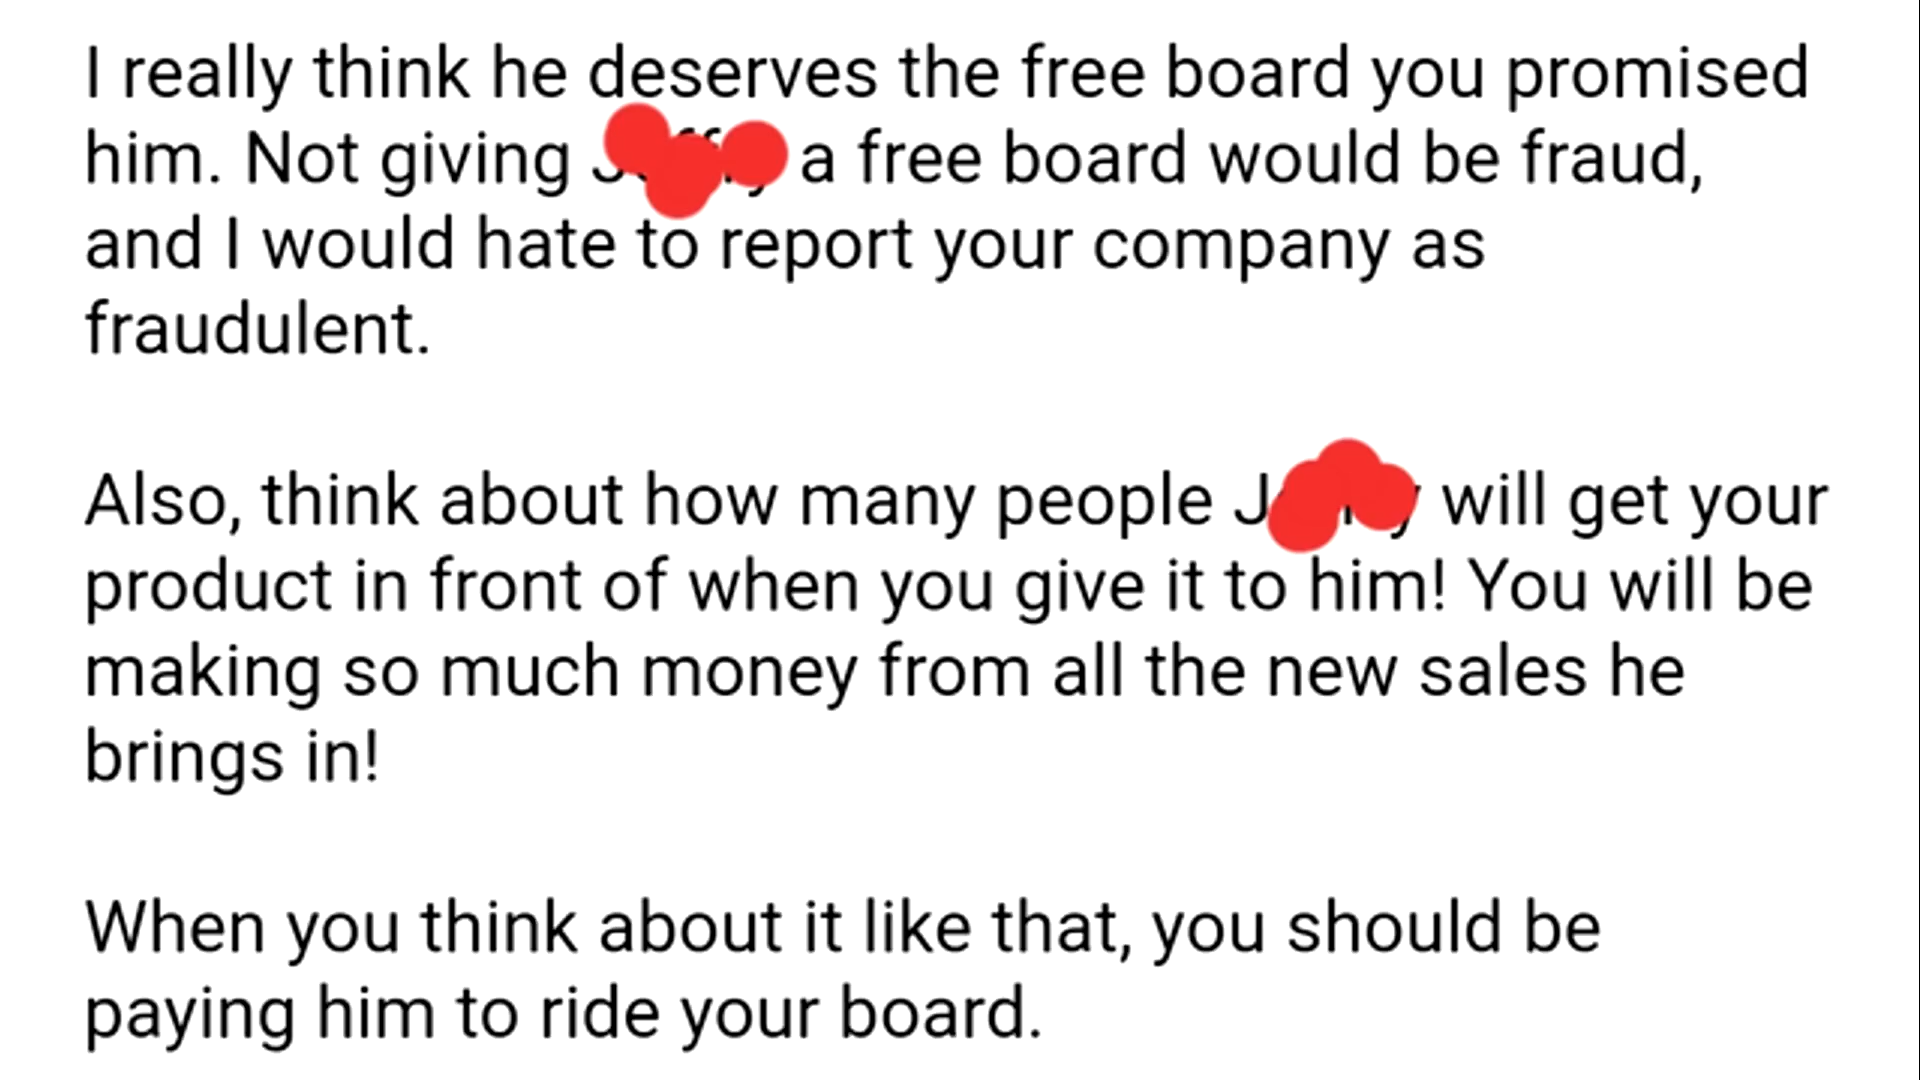 I really think he deserves the free board you promised
him. Not giving a free board would be fraud,
and I would hate to report your company as
fraudulent.
Also, think about how many people will get your
product in front of when you give it to him! You will be
making so much money from all the new sales he
brings in!
When you think about it like that, you should be
paying him to ride your board.